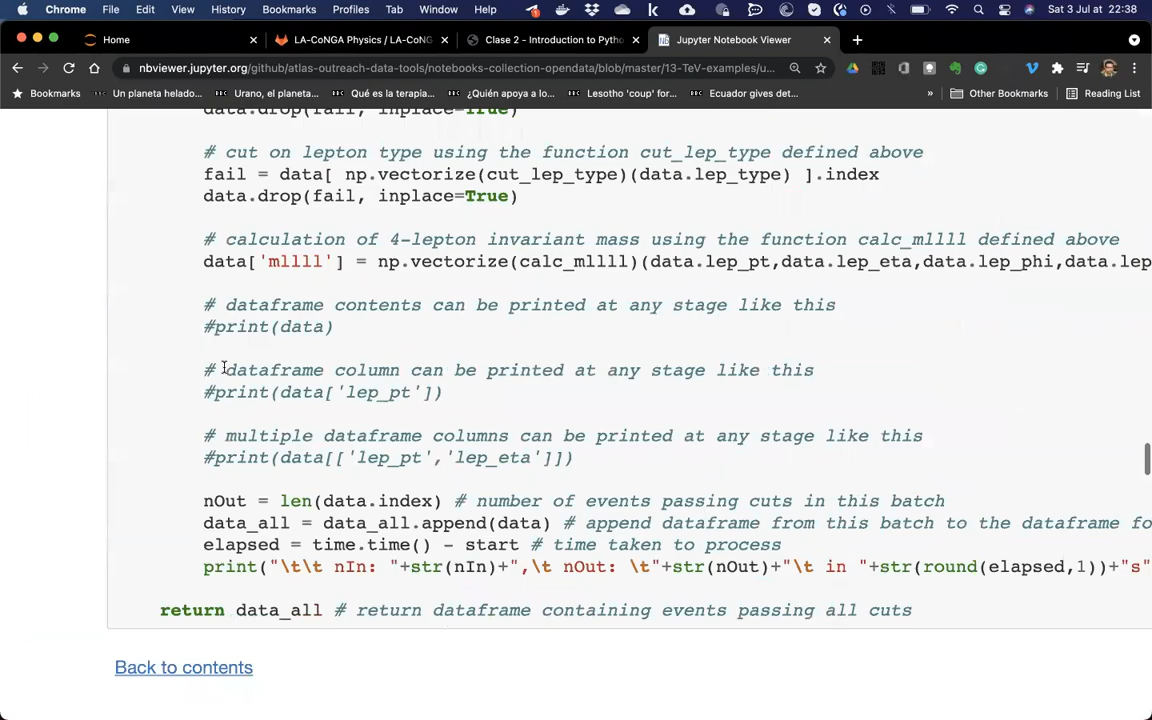 Chrome File Edit View History Bookmarks Profiles Tab Window Help Sat 3 Jul at 22:38
Home LA-CoNGA Physics / LA-CoNG Clase 2 - Introduction to Pytho Jupyter Notebook Viewer
nbviewer.jupyter.org/github/atlas-outreach-data-tools/notebooks-collection-opendata/blob/master/13-TeV-examples/u...
Bookmarks Un planeta helado... Urano, el planeta... Qué es la terapia... ¿Quién apoya a lo... Lesotho 'coup' for... Ecuador gives det... » Other Bookmarks Reading List
data.drop(fail, inplace=True)
# cut on lepton type using the function cut_lep_type defined above
fail = data[ np.vectorize(cut_lep_type)(data.lep_type) ].index
data.drop(fail, inplace=True)
# calculation of 4-lepton invariant mass using the function calc_mllll defined above
data['mllll'] = np.vectorize(calc_mllll)(data.lep_pt,data.lep_eta,data.lep_phi,data.lep
# dataframe contents can be printed at any stage like this
#print(data)
# dataframe column can be printed at any stage like this
#print(data['lep_pt'])
# multiple dataframe columns can be printed at any stage like this
#print(data[['lep_pt','lep_eta']])
nOut = len(data.index) # number of events passing cuts in this batch
data_all = data_all.append(data) # append dataframe from this batch to the dataframe fo
elapsed = time.time() - start # time taken to process
print("\t\t nIn: "+str(nIn)+",\t nOut: \t"+str(nOut)+"\t in "+str(round(elapsed,1))+"s"
return data_all # return dataframe containing events passing all cuts
Back to contents